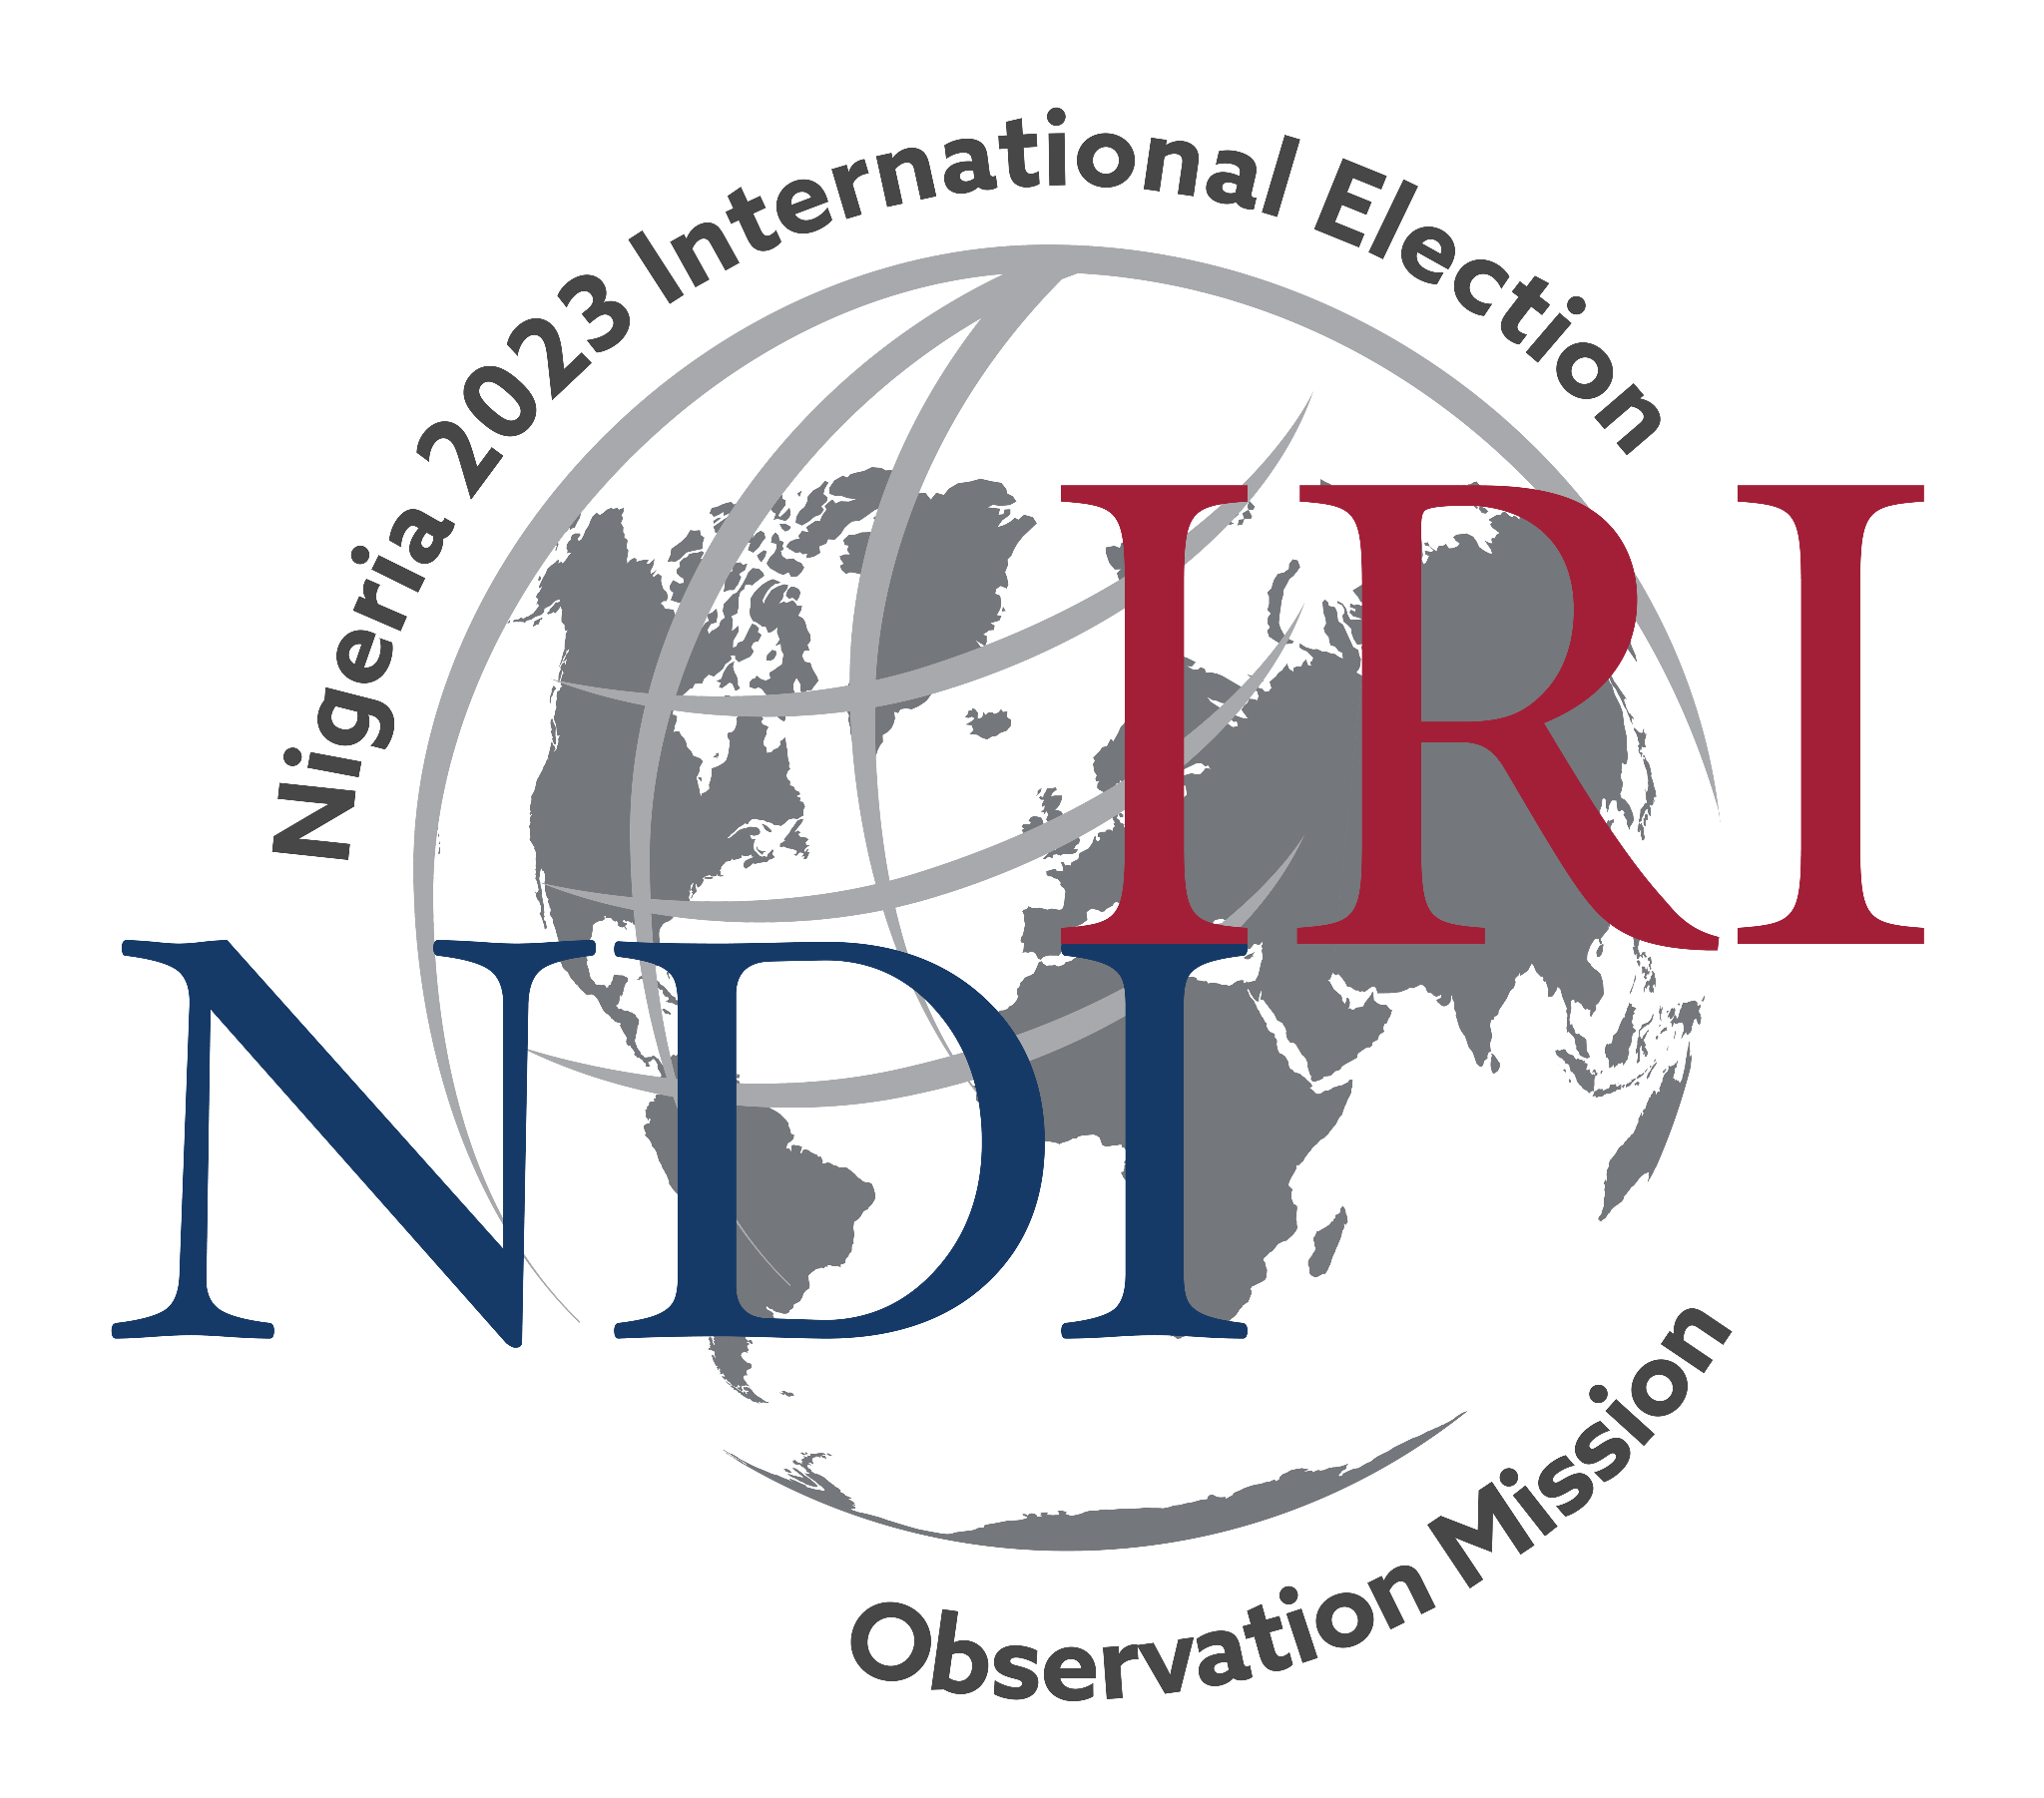 Nigeria 2023 International Election
IRI
NDI
Observation Mission